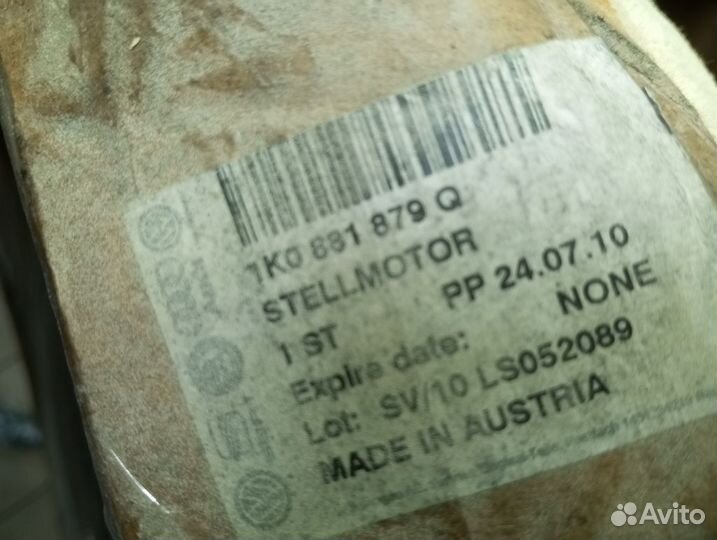 1K0 881 879 Q
STELLMOTOR
1 ST PP 24.07.10
Expire date: NONE
Lot: SV/10 LS052089
MADE IN AUSTRIA
Avito